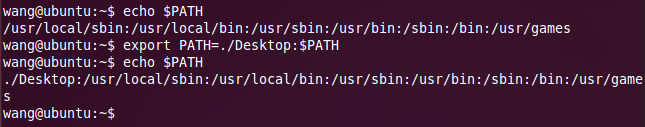 wang@ubuntu:~$ echo $PATH
/usr/local/sbin:/usr/local/bin:/usr/sbin:/usr/bin:/sbin:/bin:/usr/games
wang@ubuntu:~$ export PATH=./Desktop:$PATH
wang@ubuntu:~$ echo $PATH
./Desktop:/usr/local/sbin:/usr/local/bin:/usr/sbin:/usr/bin:/sbin:/bin:/usr/game
s
wang@ubuntu:~$